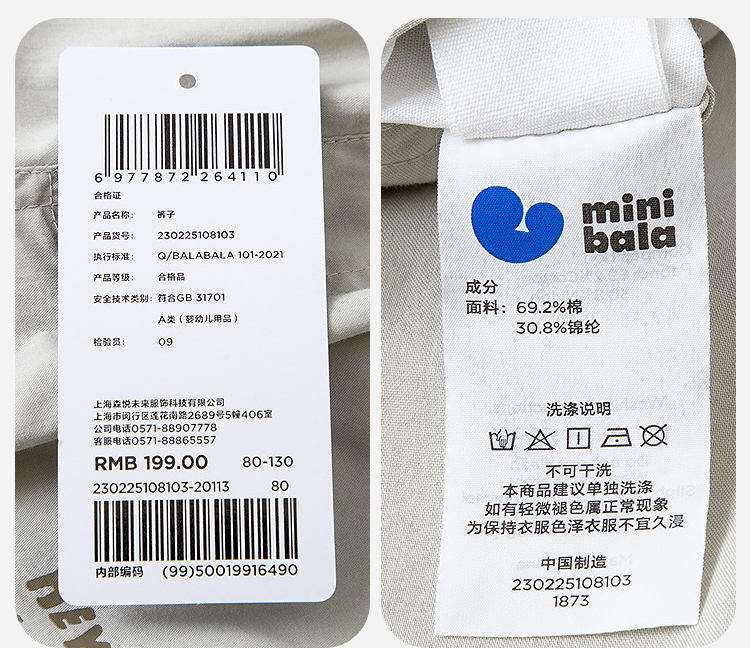 6 977872 264110
合格证
产品名称： 裤子
产品货号： 230225108103
执行标准： Q/BALABALA 101-2021
产品等级： 合格品
安全技术类别：符合GB 31701
A类（婴幼儿用品）
检验员： 09
上海森悦未来服饰科技有限公司
上海市闵行区莲花南路2689号5幢406室
公司电话0571-88907778
客服电话0571-88865557
RMB 199.00 80-130
230225108103-20113 80
内部编码 (99)50019916490
HEY
mini
bala
成分
面料：69.2%棉
30.8%锦纶
洗涤说明
不可干洗
本商品建议单独洗涤
如有轻微褪色属正常现象
为保持衣服色泽衣服不宜久浸
中国制造
230225108103
1873